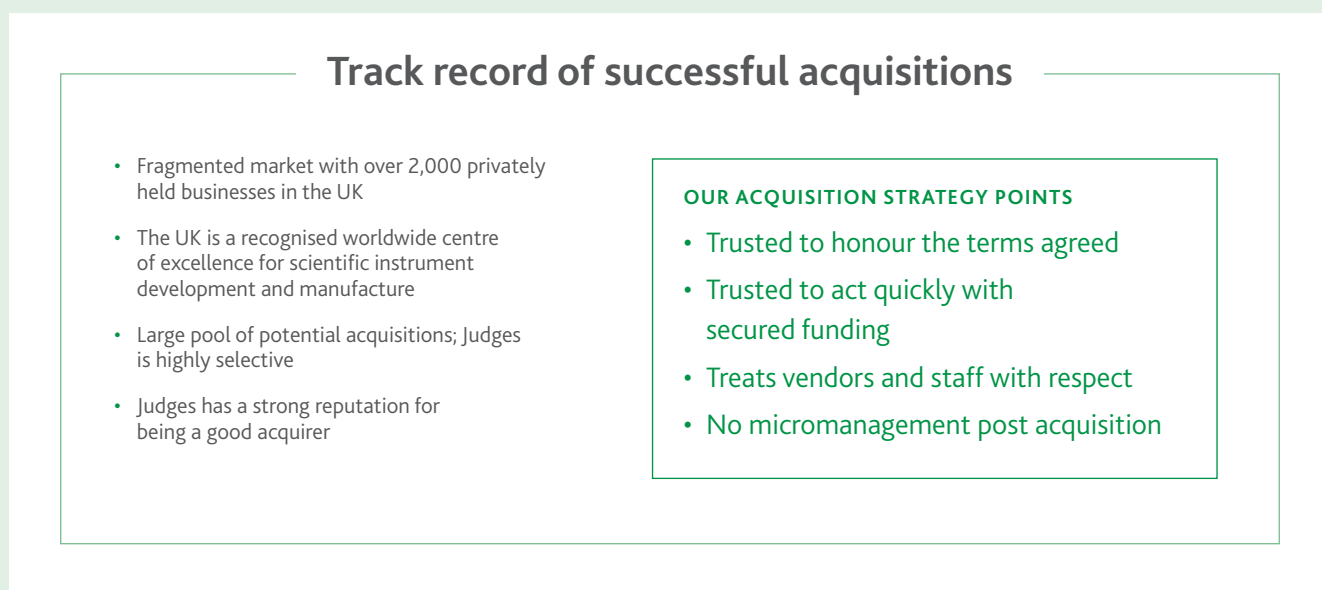 Track record of successful acquisitions
• Fragmented market with over 2,000 privately
held businesses in the UK
• The UK is a recognised worldwide centre
of excellence for scientific instrument
development and manufacture
• Large pool of potential acquisitions; Judges
is highly selective
• Judges has a strong reputation for
being a good acquirer
OUR ACQUISITION STRATEGY POINTS
• Trusted to honour the terms agreed
• Trusted to act quickly with
secured funding
• Treats vendors and staff with respect
• No micromanagement post acquisition